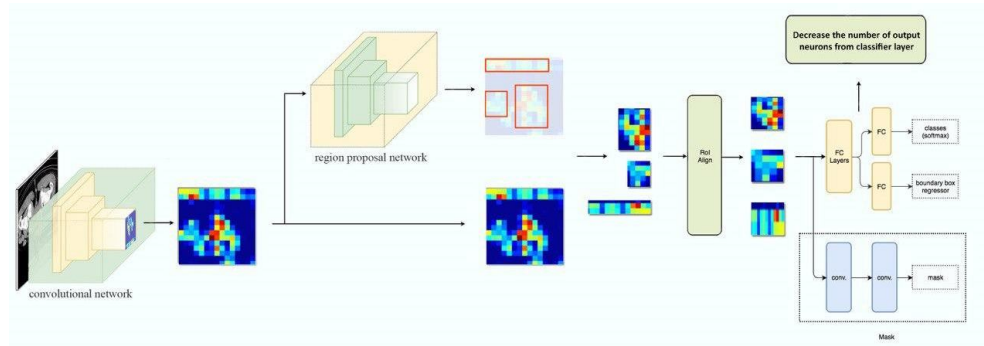 Decrease the number of output
neurons from classifier layer
region proposal network
convolutional network
RoI
Align
FC
Layers
FC
classes
(softmax)
FC
boundary box
regressor
conv.
conv.
mask
Mask